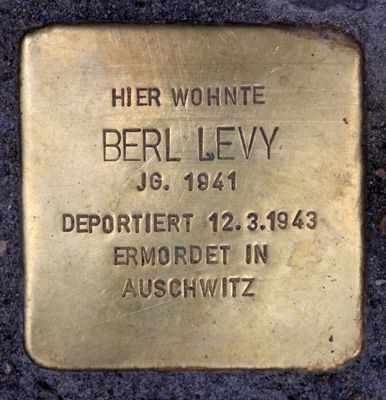 HIER WOHNTE
BERL LEVY
JG. 1941
DEPORTIERT 12.3.1943
ERMORDET IN
AUSCHWITZ